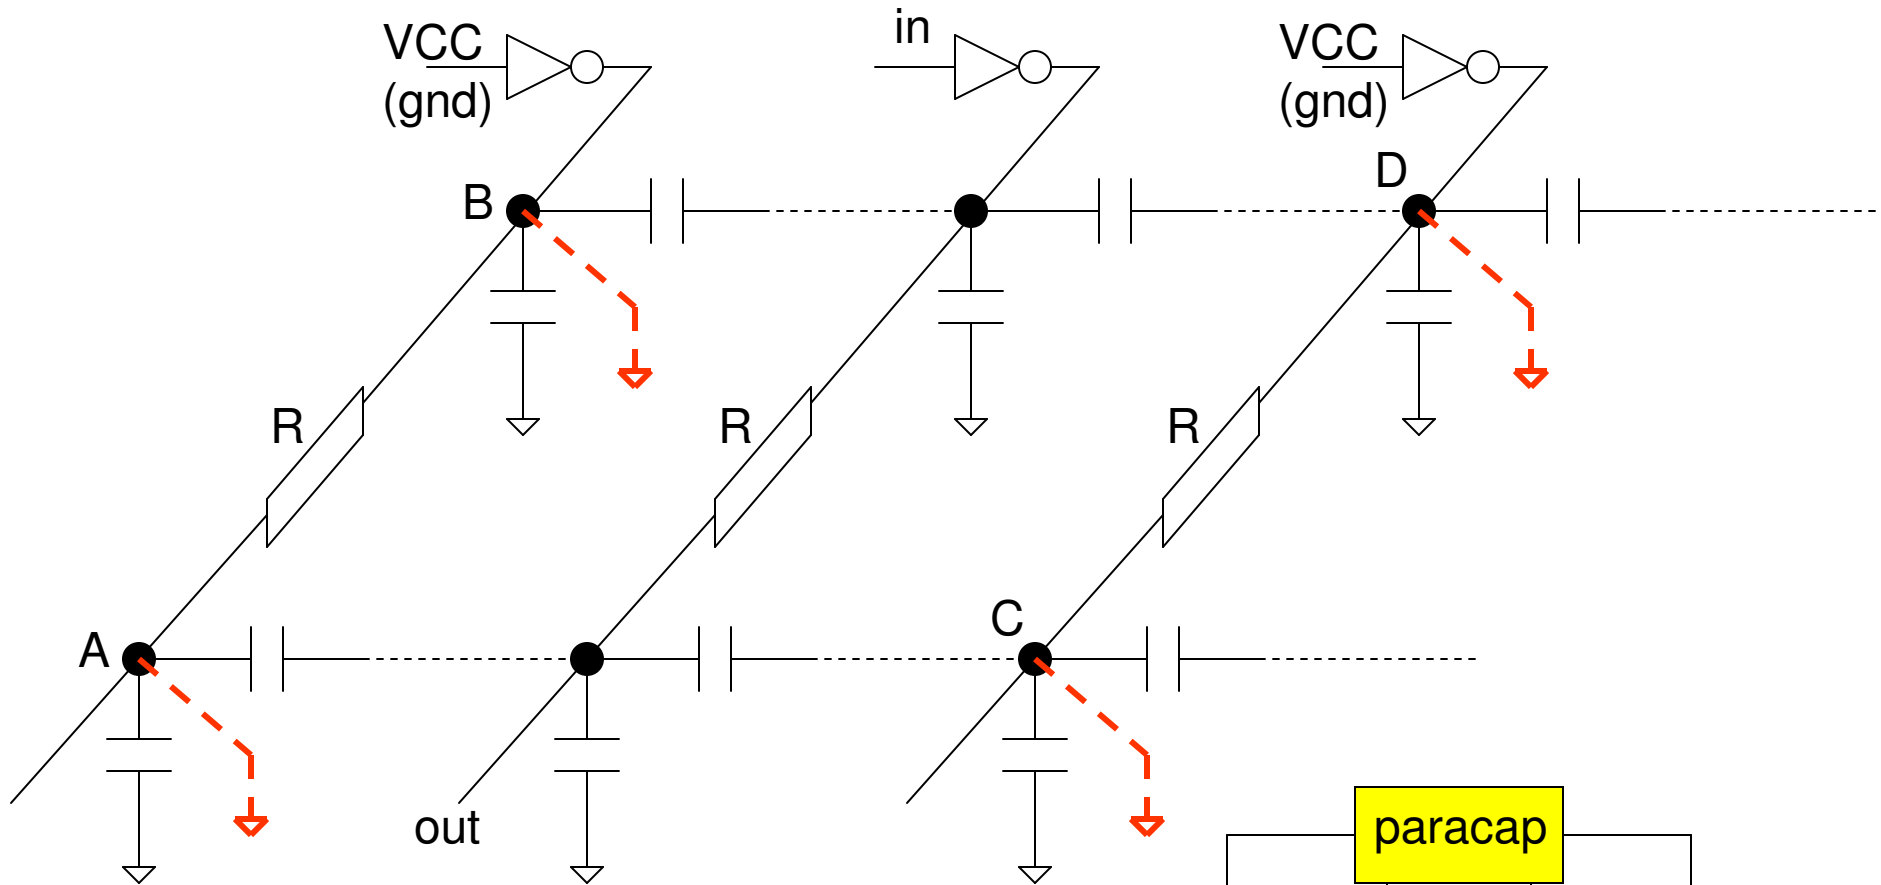 VCC
(gnd)
in
VCC
(gnd)
B
D
R
R
R
A
C
out
paracap